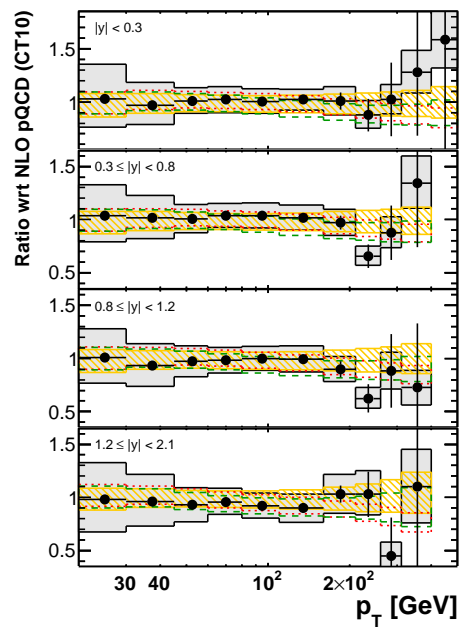 Ratio wrt NLO pQCD (CT10)
|y| < 0.3
1.5
1
0.3 ≤ |y| < 0.8
1.5
1
0.5
0.8 ≤ |y| < 1.2
1.5
1
0.5
1.2 ≤ |y| < 2.1
1.5
1
0.5
30 40 10² 2×10²
p_T [GeV]